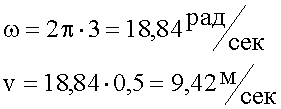 ω = 2π·3 = 18,84 рад/сек
v = 18,84·0,5 = 9,42 м/сек